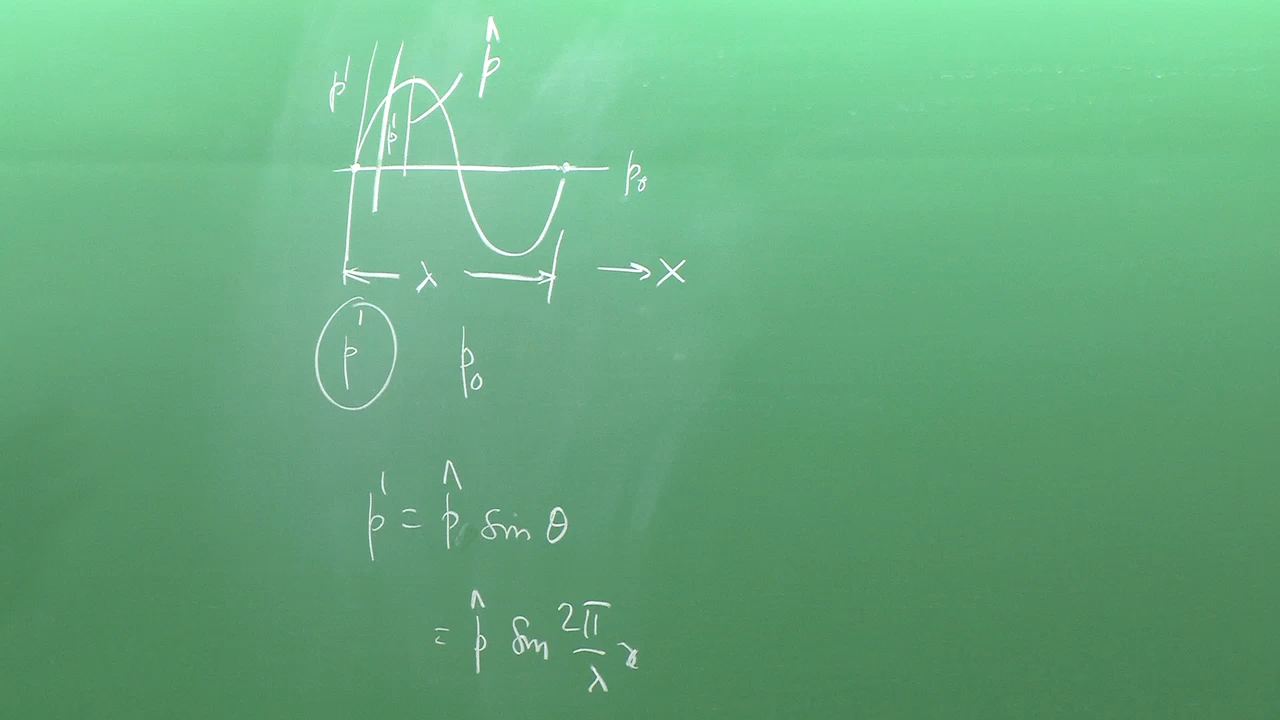 p̂
p'
p'
p₀
λ → X
p' p₀
p' = p̂ sin θ
= p̂ sin 2π/λ x